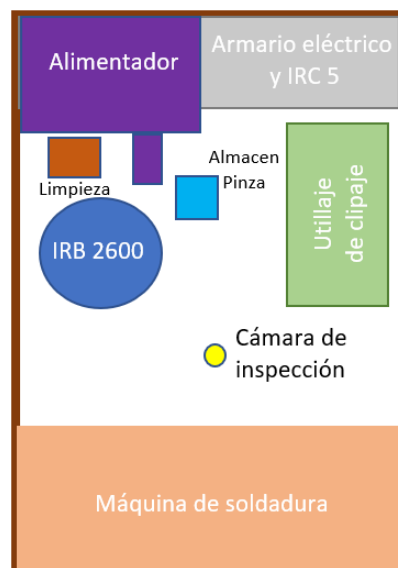 Alimentador
Armario eléctrico
y IRC 5
Limpieza
Almacen
Pinza
Utillaje
de clipaje
IRB 2600
Cámara de
inspección
Máquina de soldadura